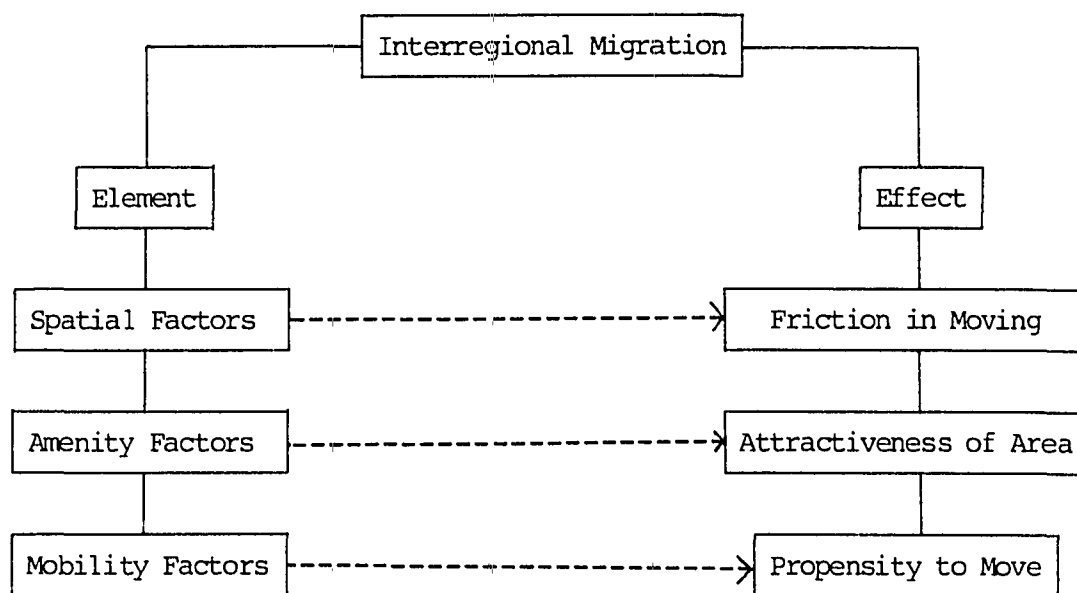 Interregional Migration
Element
Effect
Spatial Factors
Friction in Moving
Amenity Factors
Attractiveness of Area
Mobility Factors
Propensity to Move